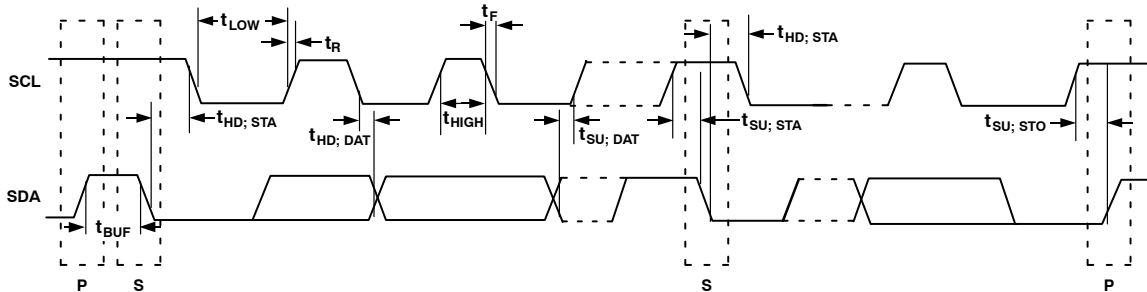 tLOW
tF
tR
tHD; STA
SCL
tHD; STA
tHD; DAT
tHIGH
tSU; DAT
tSU; STA
tSU; STO
SDA
tBUF
P
S
S
P